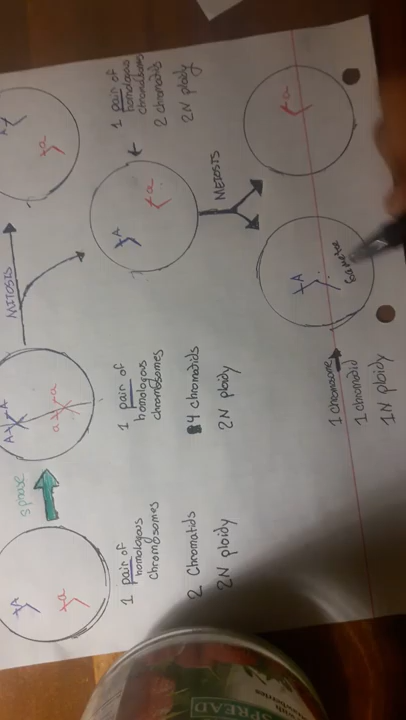 A
a
S phase
A A
a a
MITOSIS
A
a
1 pair of
homologous
chromosomes
2 Chromatids
2N ploidy
1 pair of
homologous
chromosomes
4 chromatids
2N ploidy
A
a
1 pair of
homologous
chromosomes
2 chromatids
2N ploidy
MEIOSIS
A
a
1 chromosome
1 chromatid
1N ploidy
SPREAD